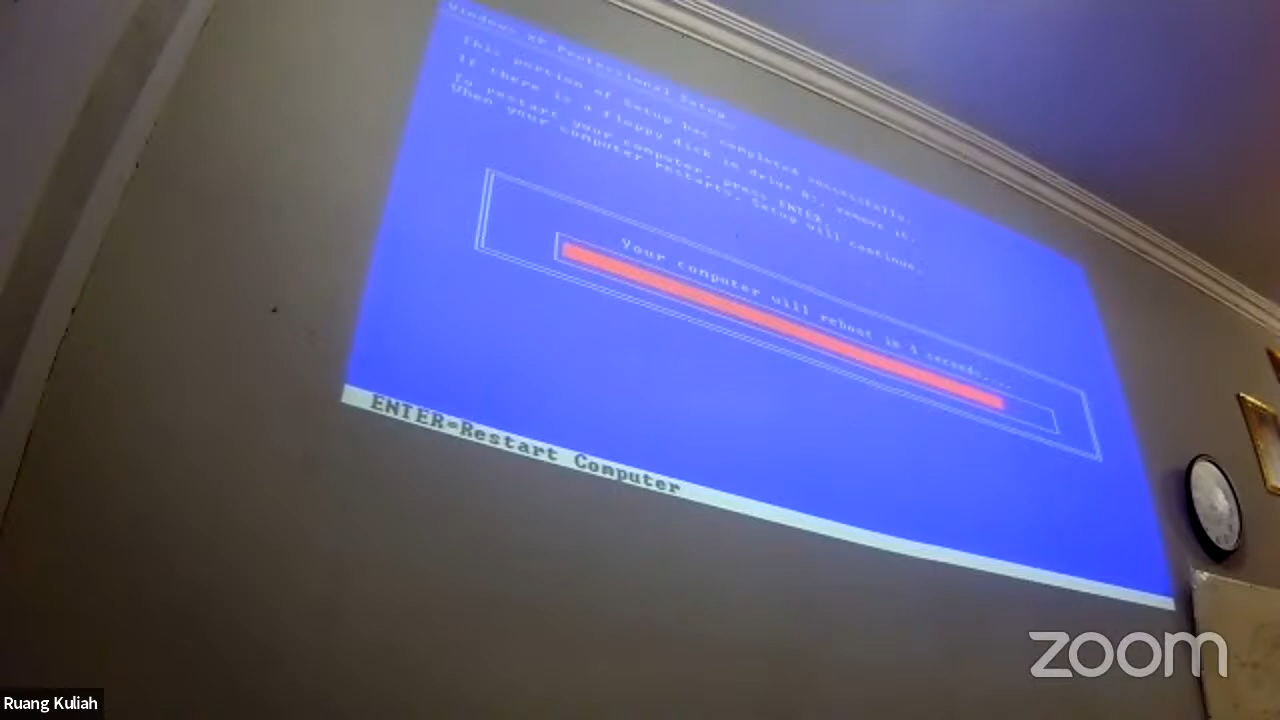 Windows XP Professional Setup
This portion of Setup has completed successfully.
If there is a floppy disk in drive A:, remove it.
To restart your computer, press ENTER.
When your computer restarts, Setup will continue.
Your computer will reboot in 4 seconds....
ENTER=Restart Computer
zoom
Ruang Kuliah